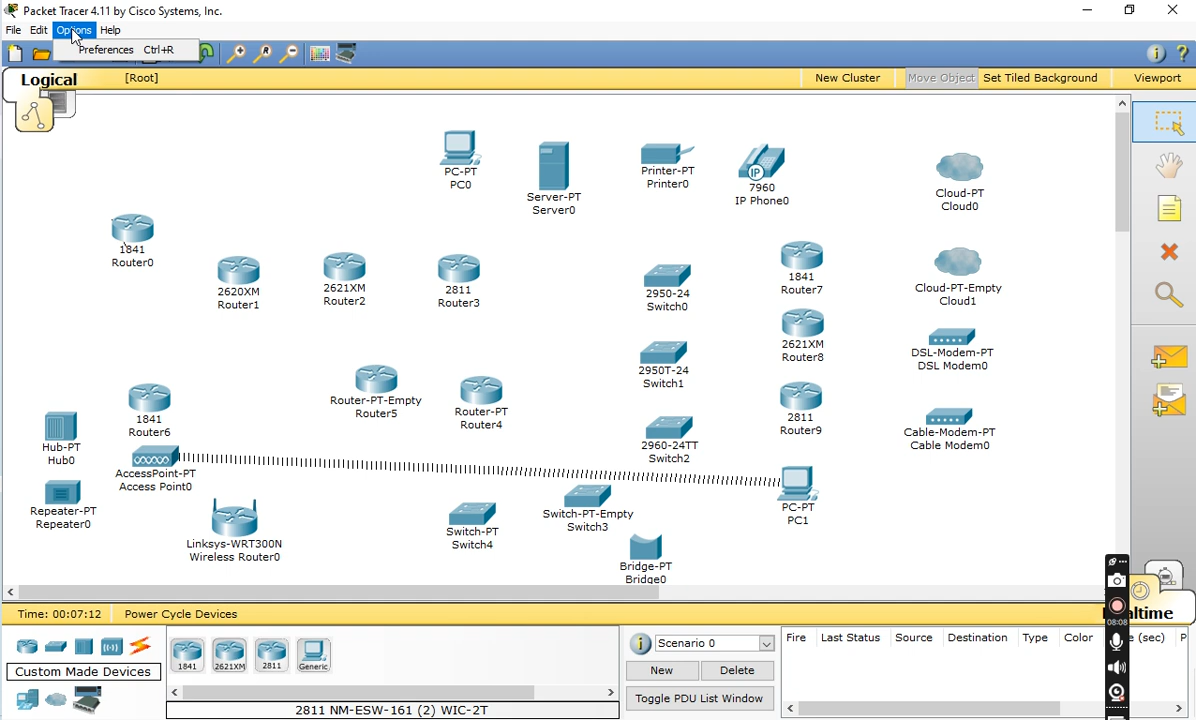 Packet Tracer 4.11 by Cisco Systems, Inc.
File Edit Options Help
Preferences Ctrl+R
Logical [Root] New Cluster Move Object Set Tiled Background Viewport
PC-PT
PC0
Server-PT
Server0
Printer-PT
Printer0
IP
7960
IP Phone0
Cloud-PT
Cloud0
1841
Router0
2620XM
Router1
2621XM
Router2
2811
Router3
2950-24
Switch0
1841
Router7
Cloud-PT-Empty
Cloud1
2621XM
Router8
DSL-Modem-PT
DSL Modem0
2950T-24
Switch1
Router-PT-Empty
Router5
Router-PT
Router4
1841
Router6
2811
Router9
Cable-Modem-PT
Cable Modem0
Hub-PT
Hub0
2960-24TT
Switch2
AccessPoint-PT
Access Point0
Repeater-PT
Repeater0
PC-PT
PC1
Linksys-WRT300N
Wireless Router0
Switch-PT
Switch4
Switch-PT-Empty
Switch3
Bridge-PT
Bridge0
Time: 00:07:12 Power Cycle Devices
08:08
1841 2621XM 2811 Generic
Custom Made Devices
2811 NM-ESW-161 (2) WIC-2T
Scenario 0
New Delete
Toggle PDU List Window
Fire Last Status Source Destination Type Color